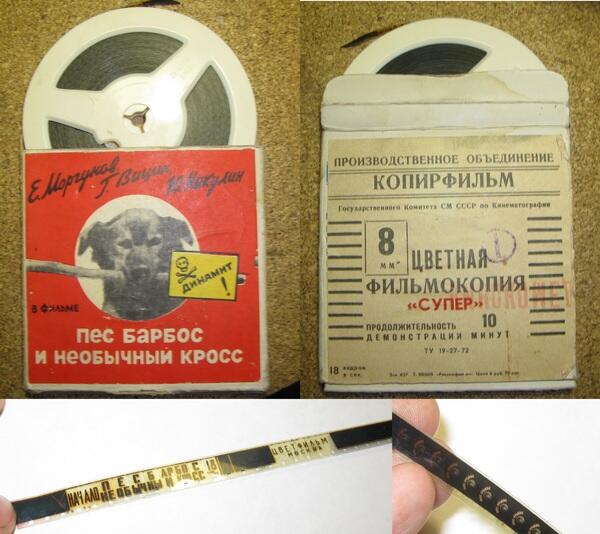 Е. Моргунов
Г. Вицин
Ю. Никулин
ДИНАМИТ!
В ФИЛЬМЕ
ПЕС БАРБОС
И НЕОБЫЧНЫЙ КРОСС
ПРОИЗВОДСТВЕННОЕ ОБЪЕДИНЕНИЕ
КОПИРФИЛЬМ
Государственного Комитета СМ СССР по Кинематографии
8
мм
1
ЦВЕТНАЯ
ФИЛЬМОКОПИЯ
«СУПЕР»
ПРОДОЛЖИТЕЛЬНОСТЬ 10
ДЕМОНСТРАЦИИ МИНУТ
ТУ 19-27-72
18 кадров
в сек.
НАЧАЛО ПЕС БАРБОС
НЕОБЫЧНЫЙ КРОСС
18
ЦВЕТФИЛЬМ
МОСКВА